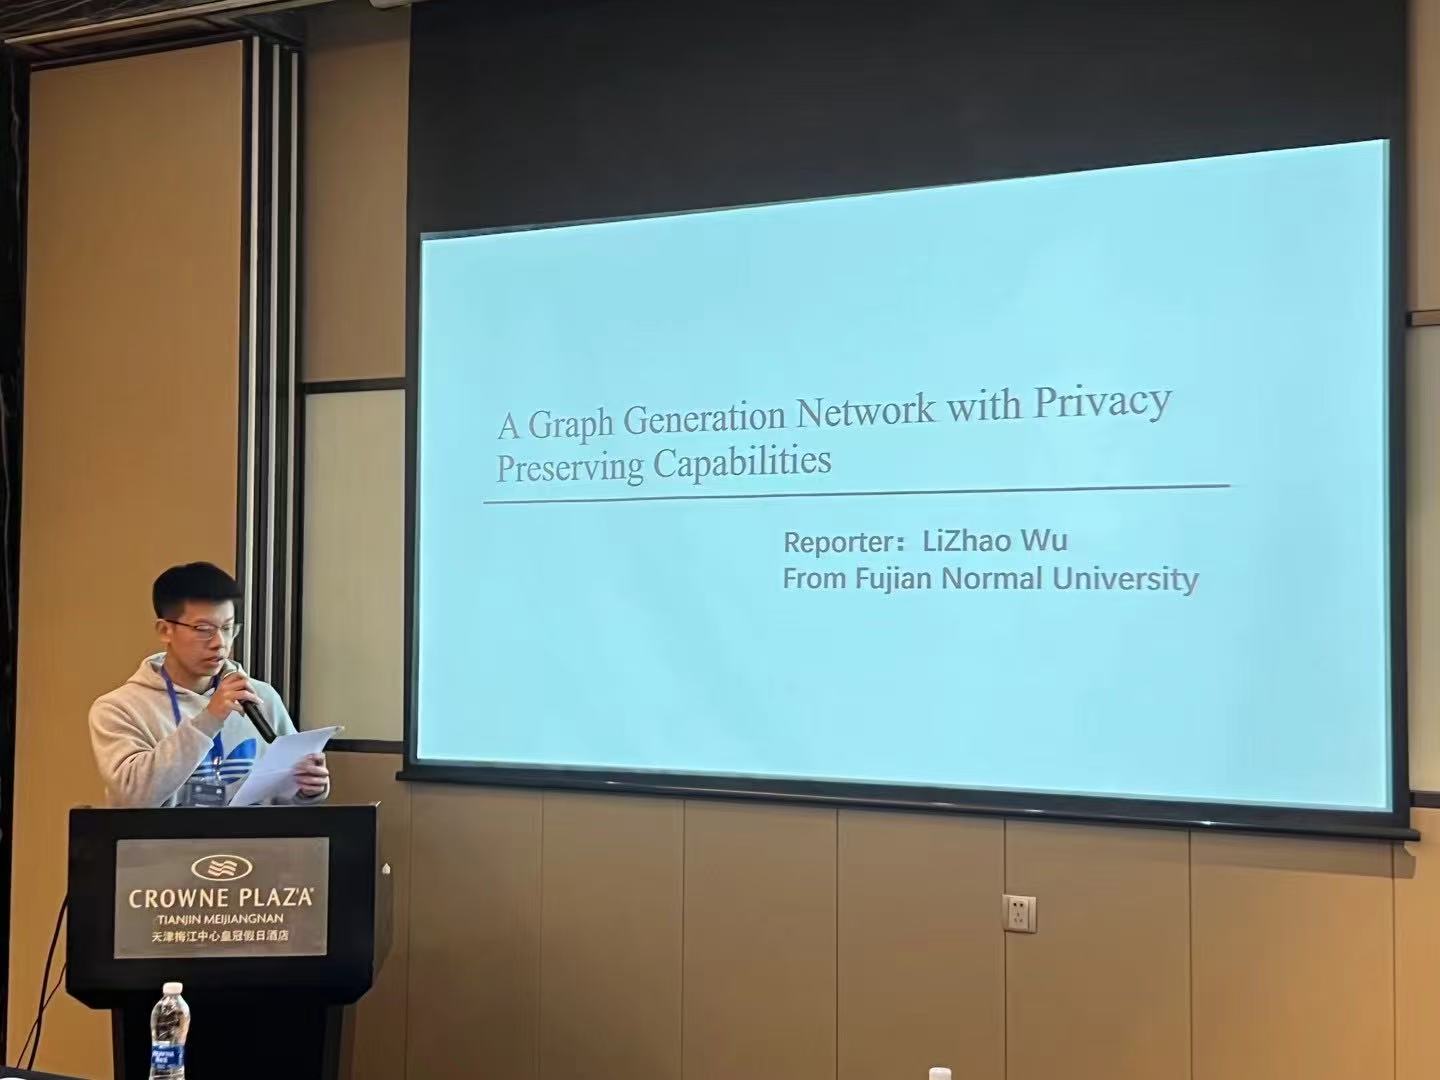 A Graph Generation Network with Privacy
Preserving Capabilities
Reporter: LiZhao Wu
From Fujian Normal University
CROWNE PLAZA
TIANJIN MEIJIANGNAN
天津梅江中心皇冠假日酒店